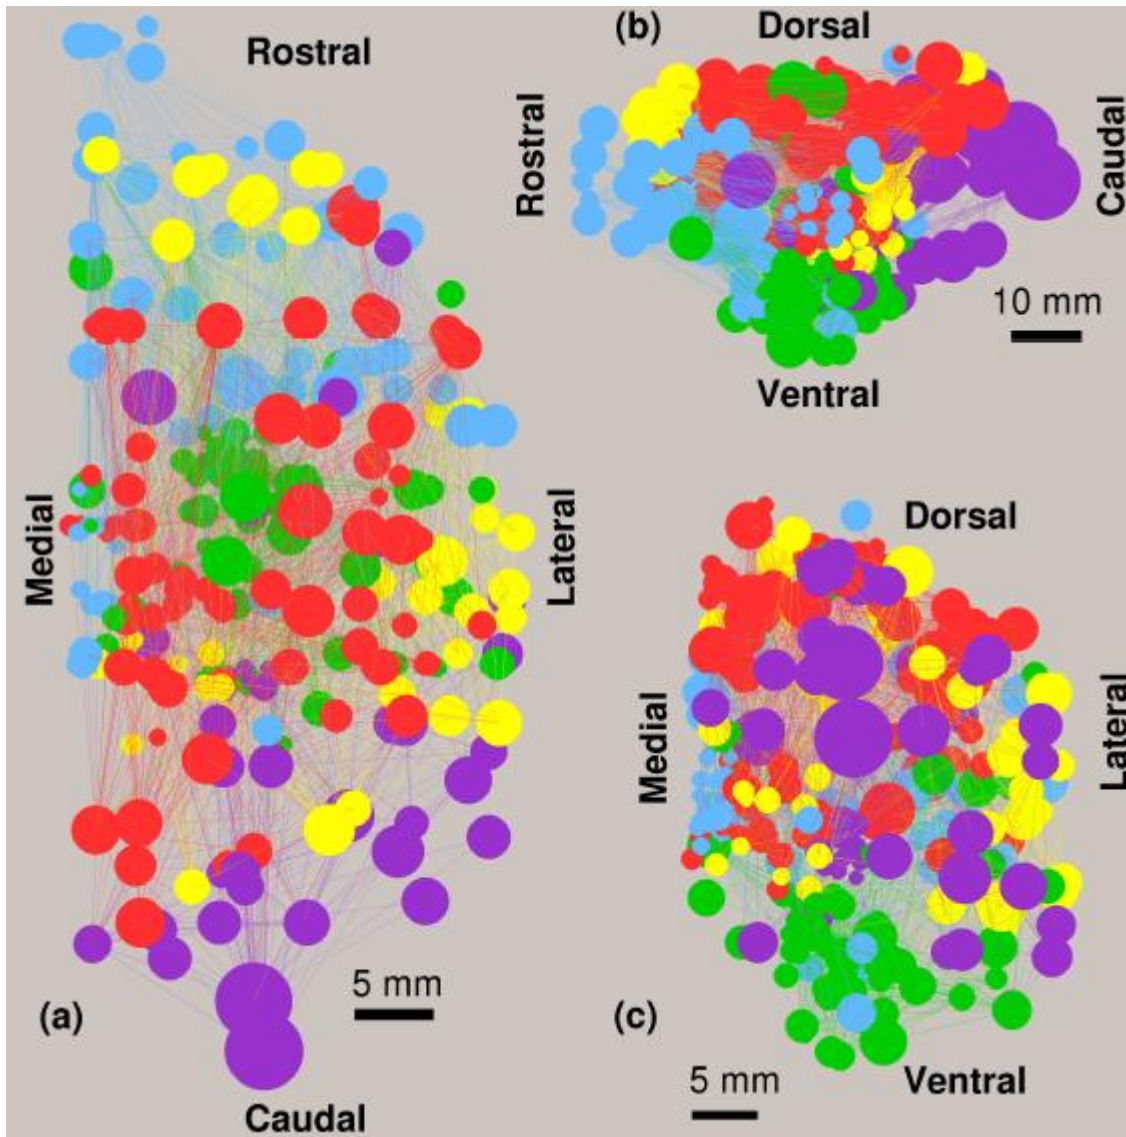 Rostral
Medial
Lateral
5 mm
(a)
Caudal
(b)
Dorsal
Rostral
Caudal
10 mm
Ventral
Dorsal
Medial
Lateral
(c)
5 mm
Ventral